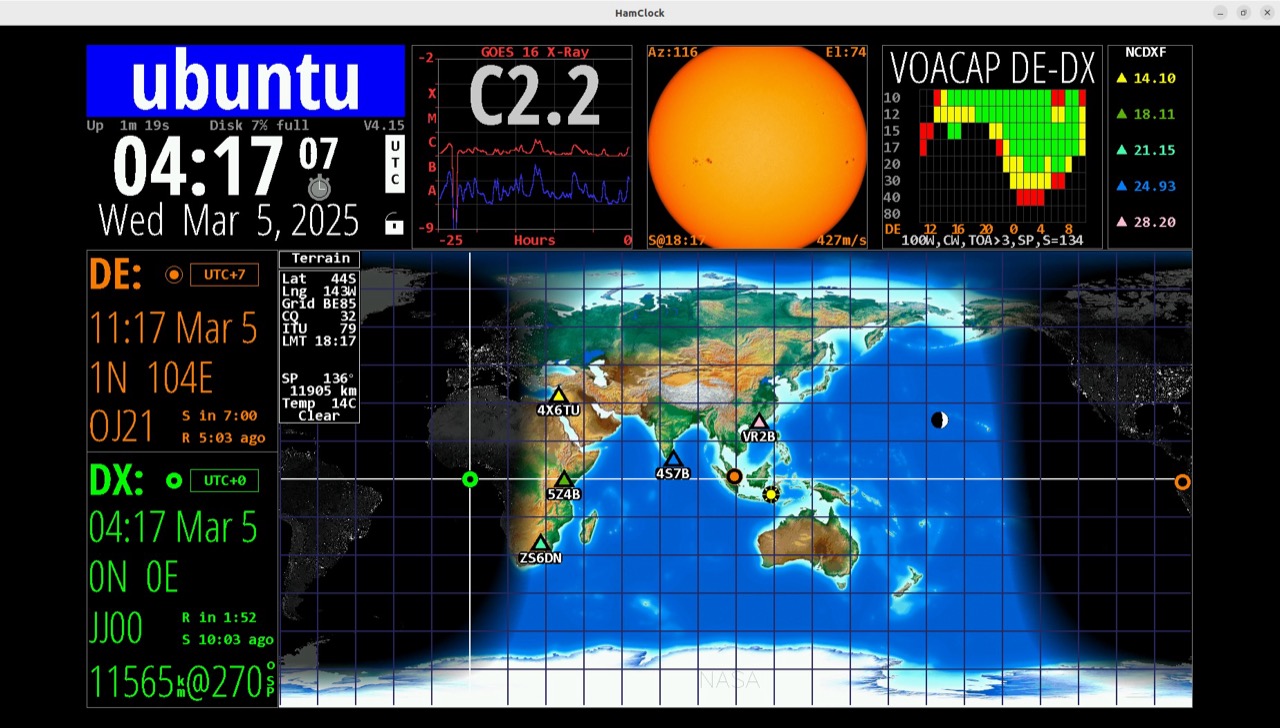 HamClock
ubuntu
Up 1m 19s Disk 7% full V4.15
04:17 07
UTC
Wed Mar 5, 2025
GOES 16 X-Ray
C2.2
-2
X
M
C
B
A
-9
-25 Hours 0
Az:116 El:74
S@18:17 427m/s
VOACAP DE-DX
10
12
15
17
20
30
40
80
DE 12 16 20 0 4 8
100W,CW,TOA>3,SP,S=134
NCDXF
14.10
18.11
21.15
24.93
28.20
DE: UTC+7
11:17 Mar 5
1N 104E
OJ21 S in 7:00
R 5:03 ago
DX: UTC+0
04:17 Mar 5
0N 0E
JJ00 R in 1:52
S 10:03 ago
11565km@270°SP
Terrain
Lat 44S
Lng 143W
Grid BE85
CQ 32
ITU 79
LMT 18:17
SP 136°
11905 km
Temp 14C
Clear
4X6TU
VR2B
4S7B
5Z4B
ZS6DN
NASA